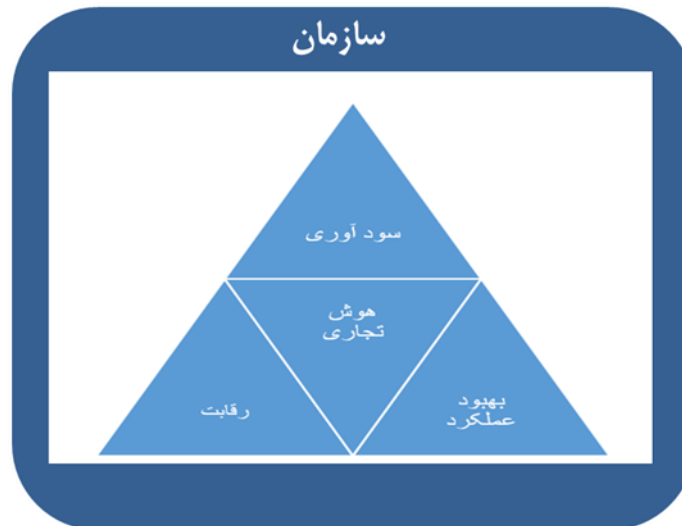 سازمان
سود آوری
هوش
تجاری
بهبود
عملکرد
رقابت